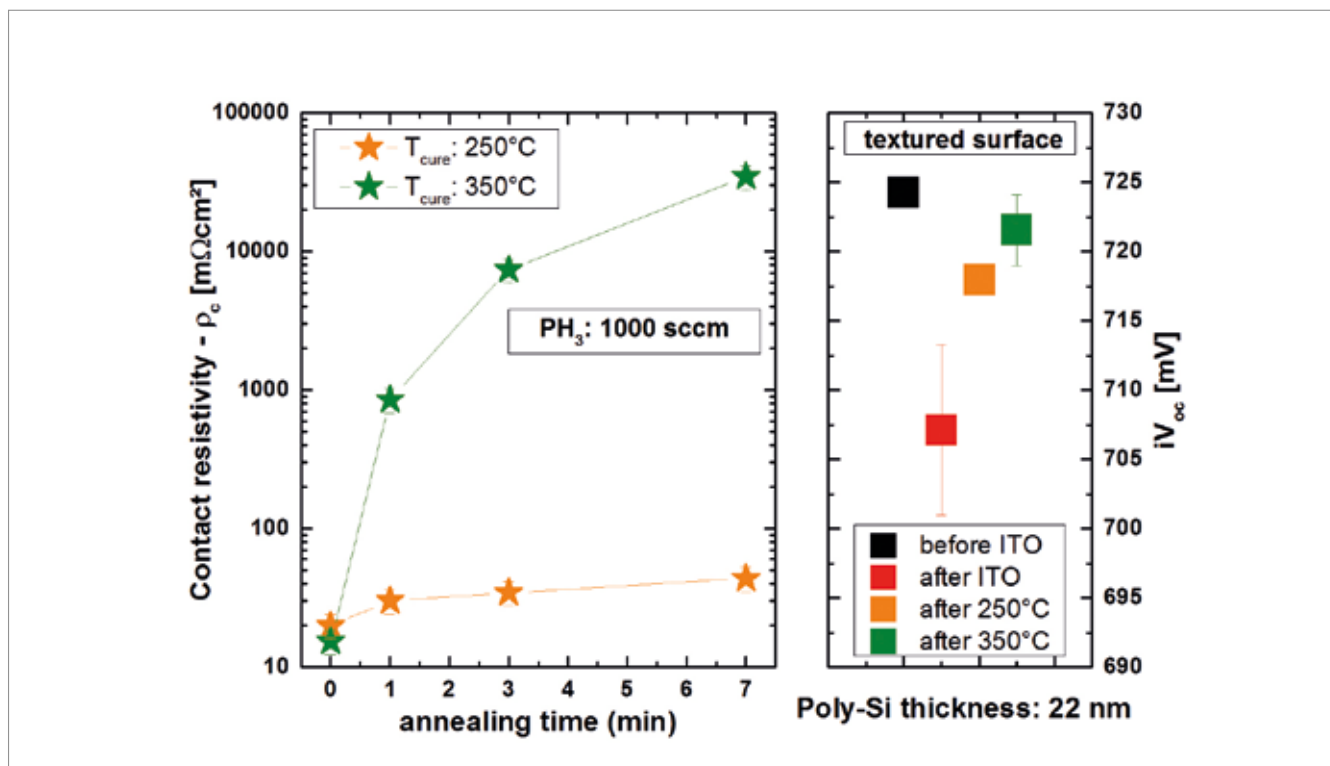 100000
10000
1000
100
10
Contact resistivity - ρc [mΩcm²]
Tcure: 250°C
Tcure: 350°C
PH3: 1000 sccm
0 1 2 3 4 5 6 7
annealing time (min)
textured surface
730
725
720
715
710
705
700
695
690
iVoc [mV]
before ITO
after ITO
after 250°C
after 350°C
Poly-Si thickness: 22 nm